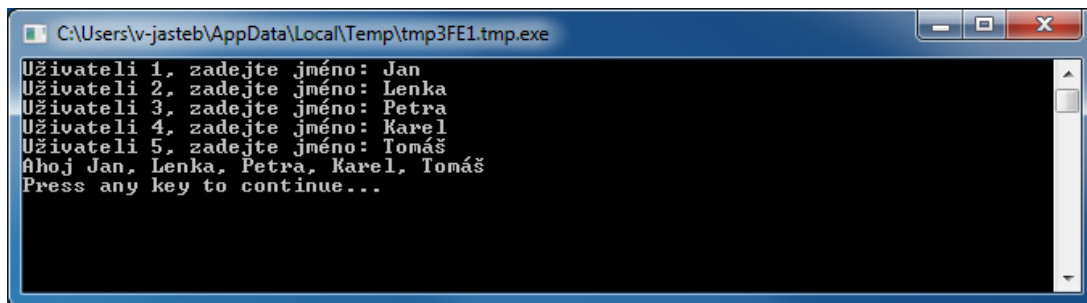 C:\Users\v-jasteb\AppData\Local\Temp\tmp3FE1.tmp.exe
Uživateli 1, zadejte jméno: Jan
Uživateli 2, zadejte jméno: Lenka
Uživateli 3, zadejte jméno: Petra
Uživateli 4, zadejte jméno: Karel
Uživateli 5, zadejte jméno: Tomáš
Ahoj Jan, Lenka, Petra, Karel, Tomáš
Press any key to continue...